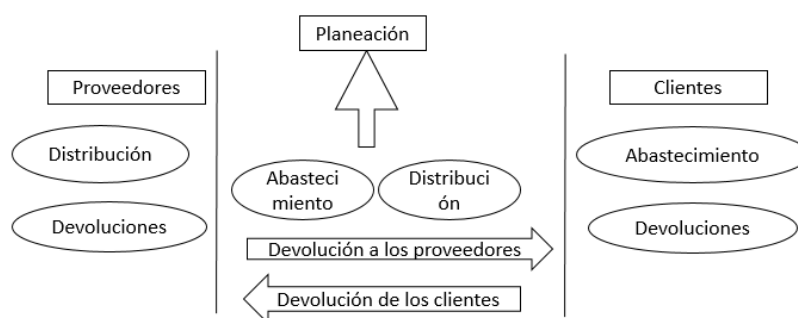 Planeación
Proveedores
Clientes
Distribución
Abasteci
miento
Distribuci
ón
Abastecimiento
Devoluciones
Devoluciones
Devolución a los proveedores
Devolución de los clientes